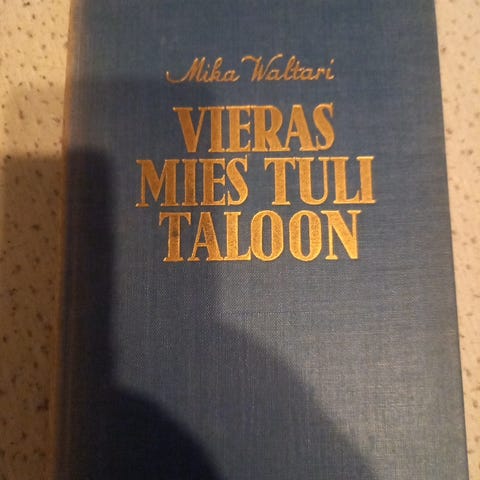 Mika Waltari
VIERAS
MIES TULI
TALOON